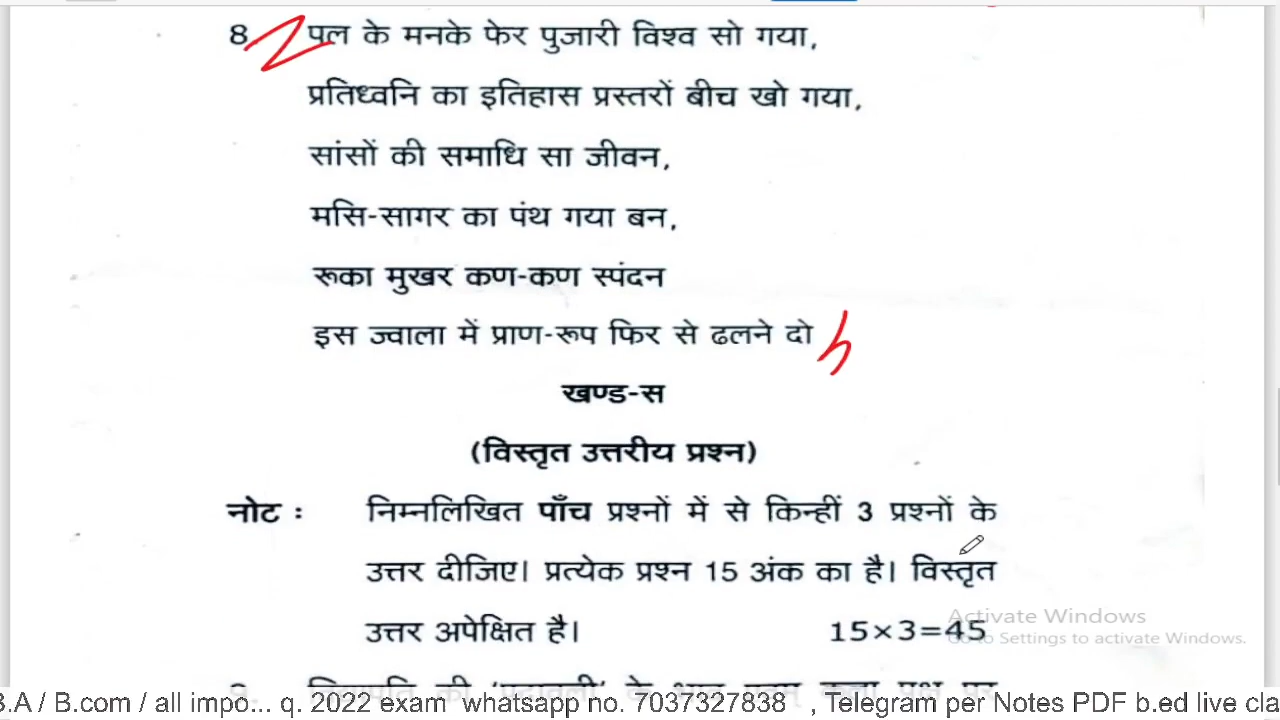 8
पल के मनके फेर पुजारी विश्व सो गया,
प्रतिध्वनि का इतिहास प्रस्तरों बीच खो गया,
सांसों की समाधि सा जीवन,
मसि-सागर का पंथ गया बन,
रूका मुखर कण-कण स्पंदन
इस ज्वाला में प्राण-रूप फिर से ढलने दो
खण्ड-स
(विस्तृत उत्तरीय प्रश्न)
नोट : निम्नलिखित पाँच प्रश्नों में से किन्हीं 3 प्रश्नों के
उत्तर दीजिए। प्रत्येक प्रश्न 15 अंक का है। विस्तृत
उत्तर अपेक्षित है। 15×3=45
Activate Windows
Go to Settings to activate Windows.
B.A / B.com / all impo... q. 2022 exam whatsapp no. 7037327838 , Telegram per Notes PDF b.ed live cla